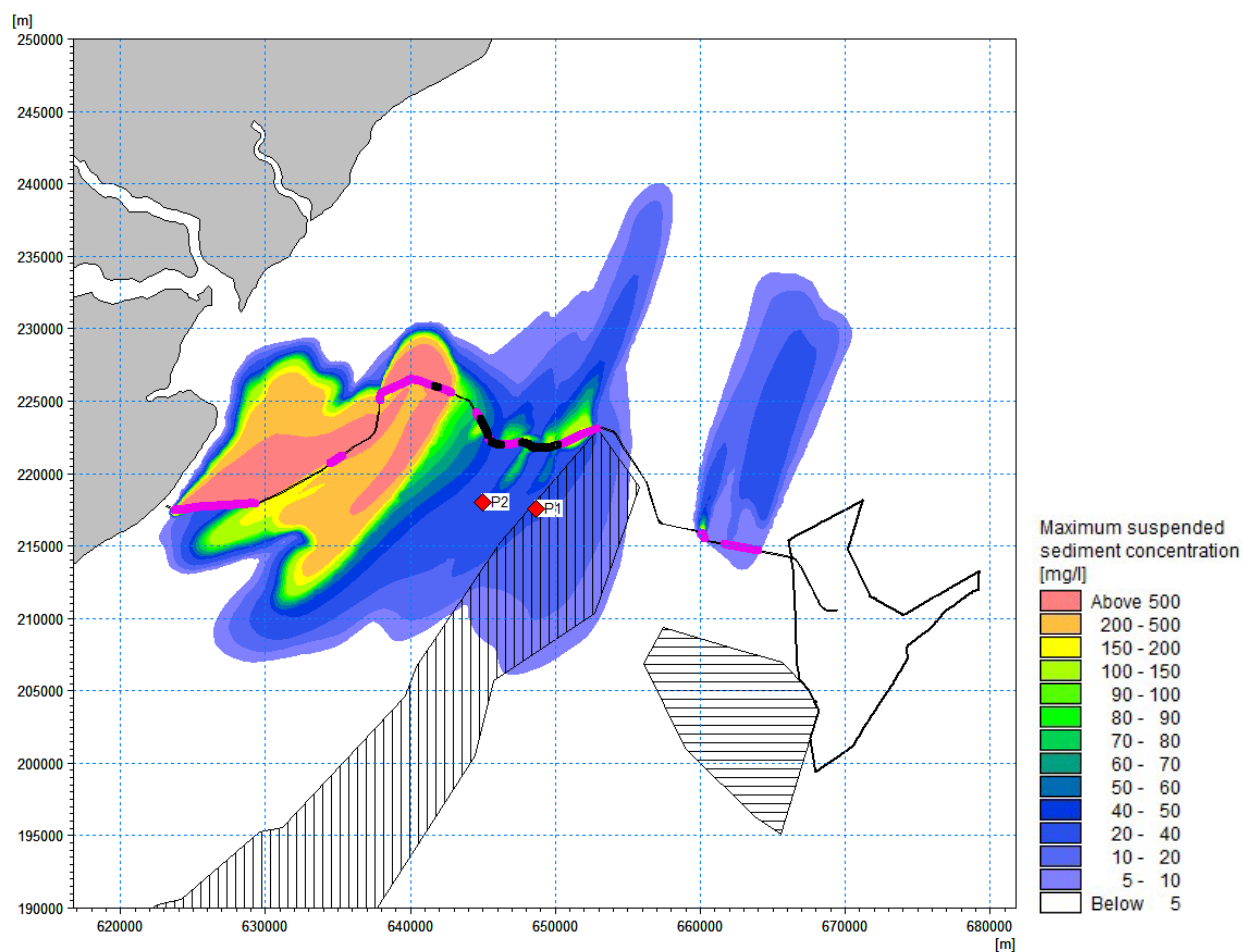 [m]
250000
245000
240000
235000
230000
225000
220000
215000
210000
205000
200000
195000
190000
620000 630000 640000 650000 660000 670000 680000
[m]
P2
P1
Maximum suspended
sediment concentration
[mg/l]
Above 500
200 - 500
150 - 200
100 - 150
90 - 100
80 - 90
70 - 80
60 - 70
50 - 60
40 - 50
20 - 40
10 - 20
5 - 10
Below 5